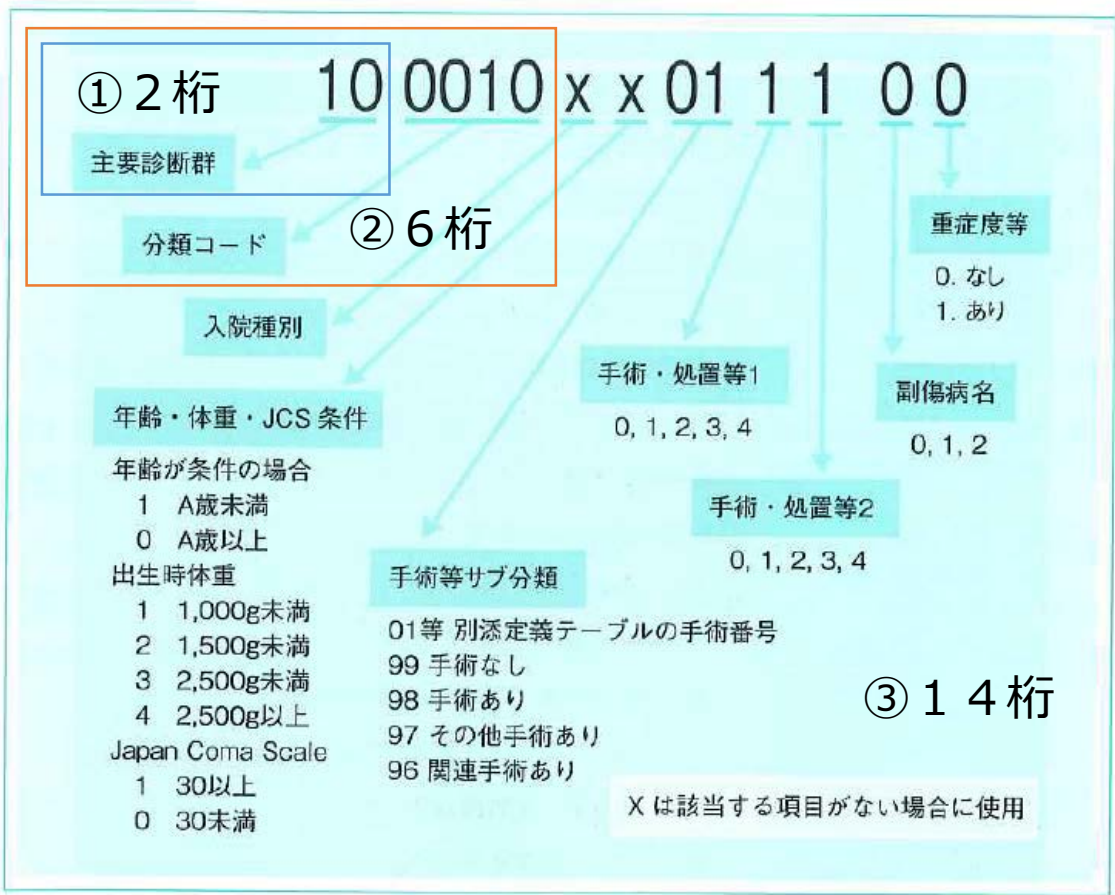 ①２桁
10 0010 x x 01 1 1 0 0
主要診断群
②６桁
分類コード
入院種別
年齢・体重・JCS 条件
年齢が条件の場合
1 A歳未満
0 A歳以上
出生時体重
1 1,000g未満
2 1,500g未満
3 2,500g未満
4 2,500g以上
Japan Coma Scale
1 30以上
0 30未満
手術等サブ分類
01等 別添定義テーブルの手術番号
99 手術なし
98 手術あり
97 その他手術あり
96 関連手術あり
手術・処置等1
0, 1, 2, 3, 4
手術・処置等2
0, 1, 2, 3, 4
副傷病名
0, 1, 2
重症度等
0. なし
1. あり
③１４桁
X は該当する項目がない場合に使用